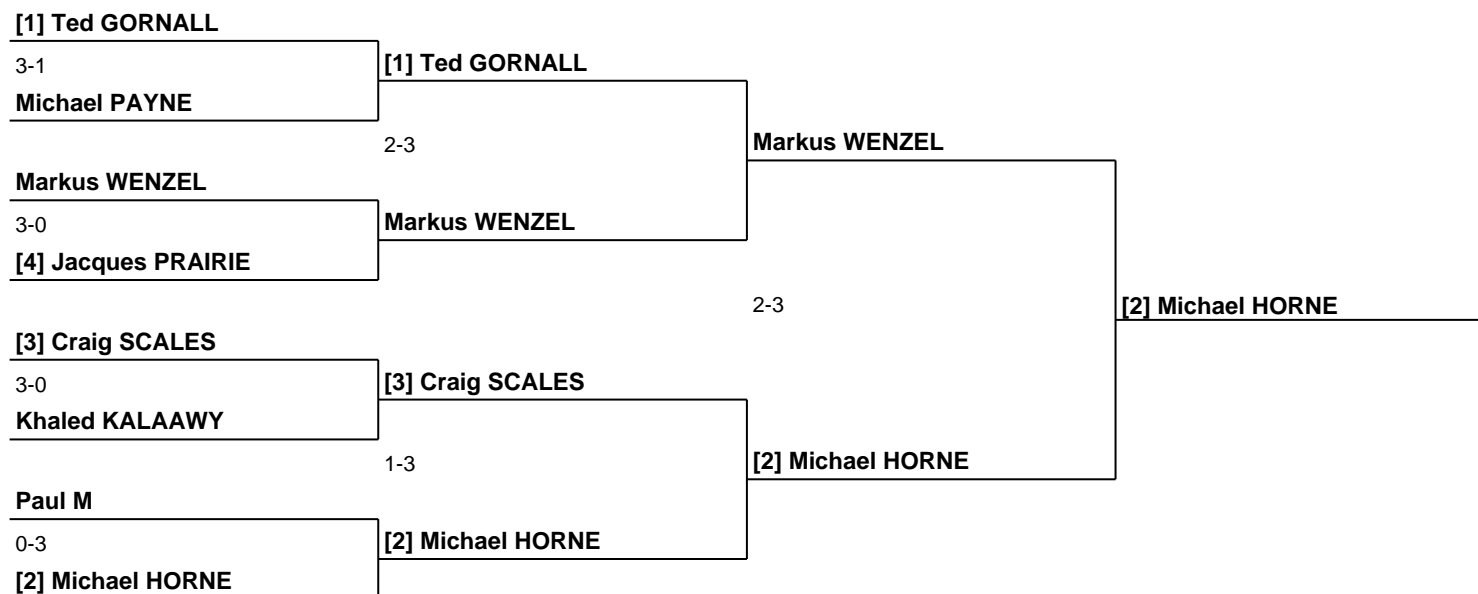 [1] Ted GORNALL
3-1
[1] Ted GORNALL
Michael PAYNE
2-3
Markus WENZEL
Markus WENZEL
3-0
Markus WENZEL
[4] Jacques PRAIRIE
2-3
[2] Michael HORNE
[3] Craig SCALES
3-0
[3] Craig SCALES
Khaled KALAAWY
1-3
[2] Michael HORNE
Paul M
0-3
[2] Michael HORNE
[2] Michael HORNE